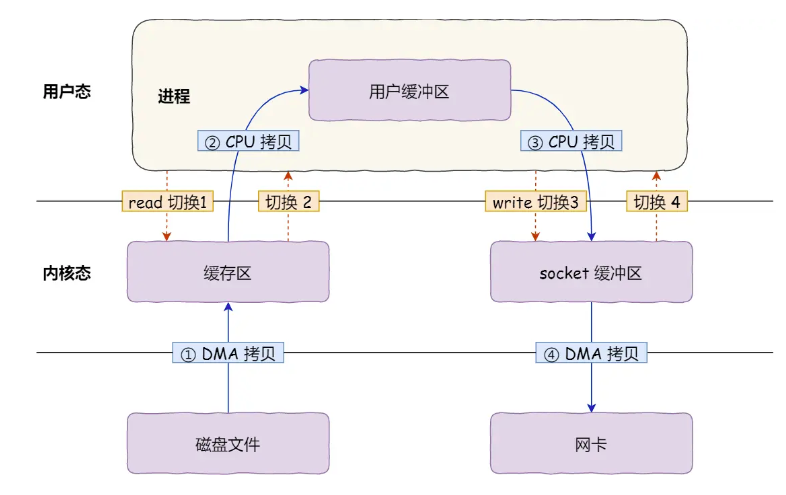 用户态
进程
用户缓冲区
② CPU 拷贝
③ CPU 拷贝
read 切换1
切换 2
write 切换3
切换 4
内核态
缓存区
socket 缓冲区
① DMA 拷贝
④ DMA 拷贝
磁盘文件
网卡